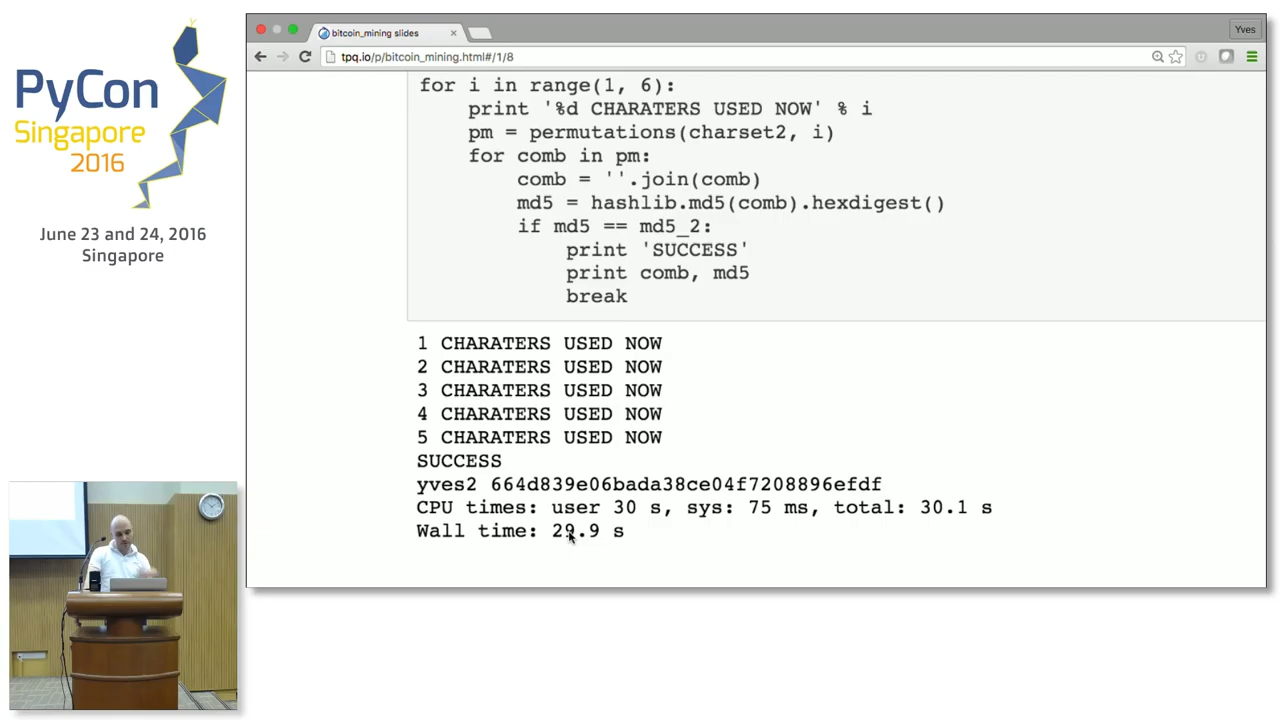 PyCon
Singapore
2016
June 23 and 24, 2016
Singapore
bitcoin_mining slides
Yves
tpq.io/p/bitcoin_mining.html#/1/8
for i in range(1, 6):
print '%d CHARATERS USED NOW' % i
pm = permutations(charset2, i)
for comb in pm:
comb = ''.join(comb)
md5 = hashlib.md5(comb).hexdigest()
if md5 == md5_2:
print 'SUCCESS'
print comb, md5
break
1 CHARATERS USED NOW
2 CHARATERS USED NOW
3 CHARATERS USED NOW
4 CHARATERS USED NOW
5 CHARATERS USED NOW
SUCCESS
yves2 664d839e06bada38ce04f7208896efdf
CPU times: user 30 s, sys: 75 ms, total: 30.1 s
Wall time: 29.9 s